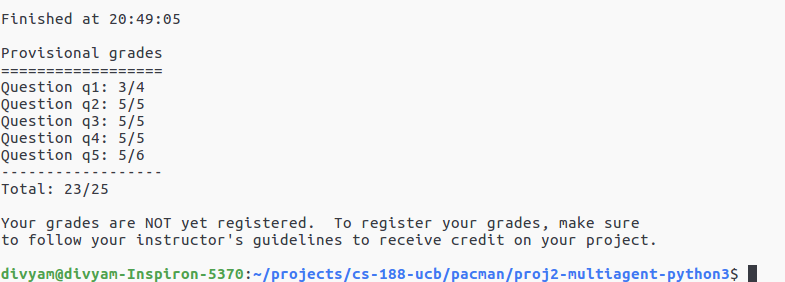 Finished at 20:49:05
Provisional grades
==================
Question q1: 3/4
Question q2: 5/5
Question q3: 5/5
Question q4: 5/5
Question q5: 5/6
------------------
Total: 23/25
Your grades are NOT yet registered.  To register your grades, make sure
to follow your instructor's guidelines to receive credit on your project.
divyam@divyam-Inspiron-5370:~/projects/cs-188-ucb/pacman/proj2-multiagent-python3$